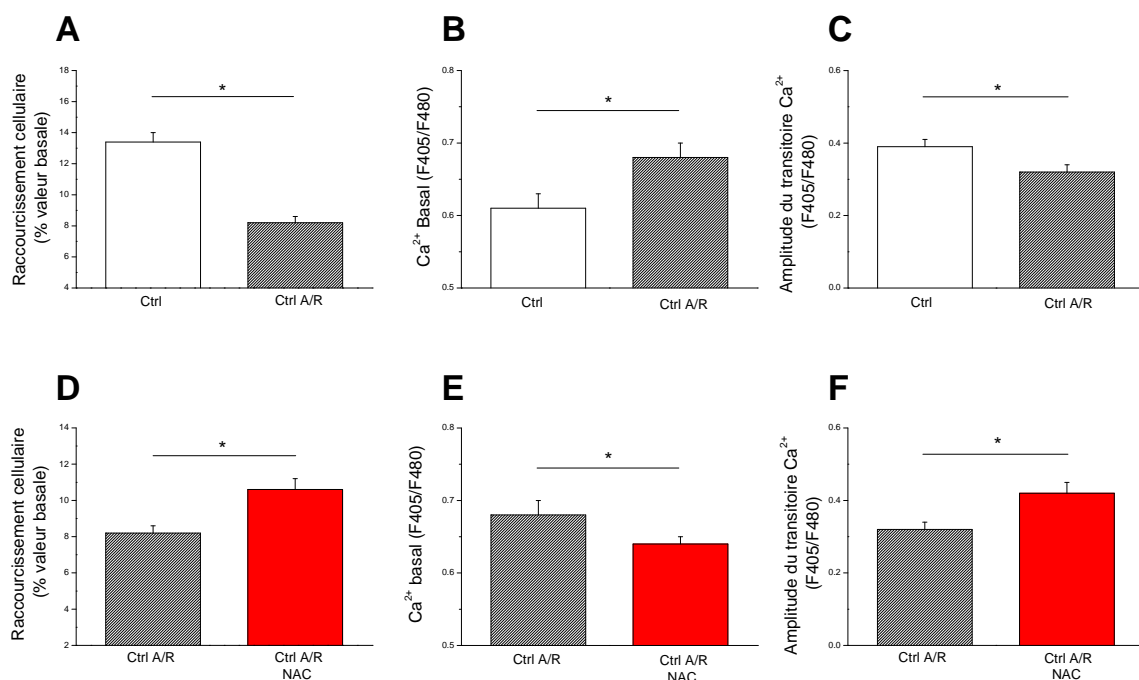 A
Raccourcissement cellulaire
(% valeur basale)
18
16
14
12
10
8
6
4
*
Ctrl
Ctrl A/R
B
Ca²⁺ Basal (F405/F480)
0.8
0.7
0.6
0.5
*
Ctrl
Ctrl A/R
C
Amplitude du transitoire Ca²⁺
(F405/F480)
0.6
0.4
0.2
0.0
*
Ctrl
Ctrl A/R
D
Raccourcissement cellulaire
(% valeur basale)
14
12
10
8
6
4
2
*
Ctrl A/R
Ctrl A/R
NAC
E
Ca²⁺ basal (F405/F480)
0.8
0.7
0.6
0.5
*
Ctrl A/R
Ctrl A/R
NAC
F
Amplitude du transitoire Ca²⁺
(F405/F480)
0.6
0.4
0.2
0.0
*
Ctrl A/R
Ctrl A/R
NAC